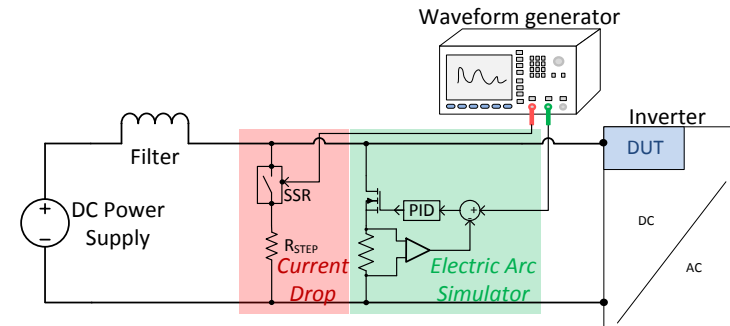 Waveform generator
Inverter
DUT
Filter
SSR
PID
+
-
+
-
DC Power
Supply
DC
AC
RSTEP
Current
Drop
Electric Arc
Simulator